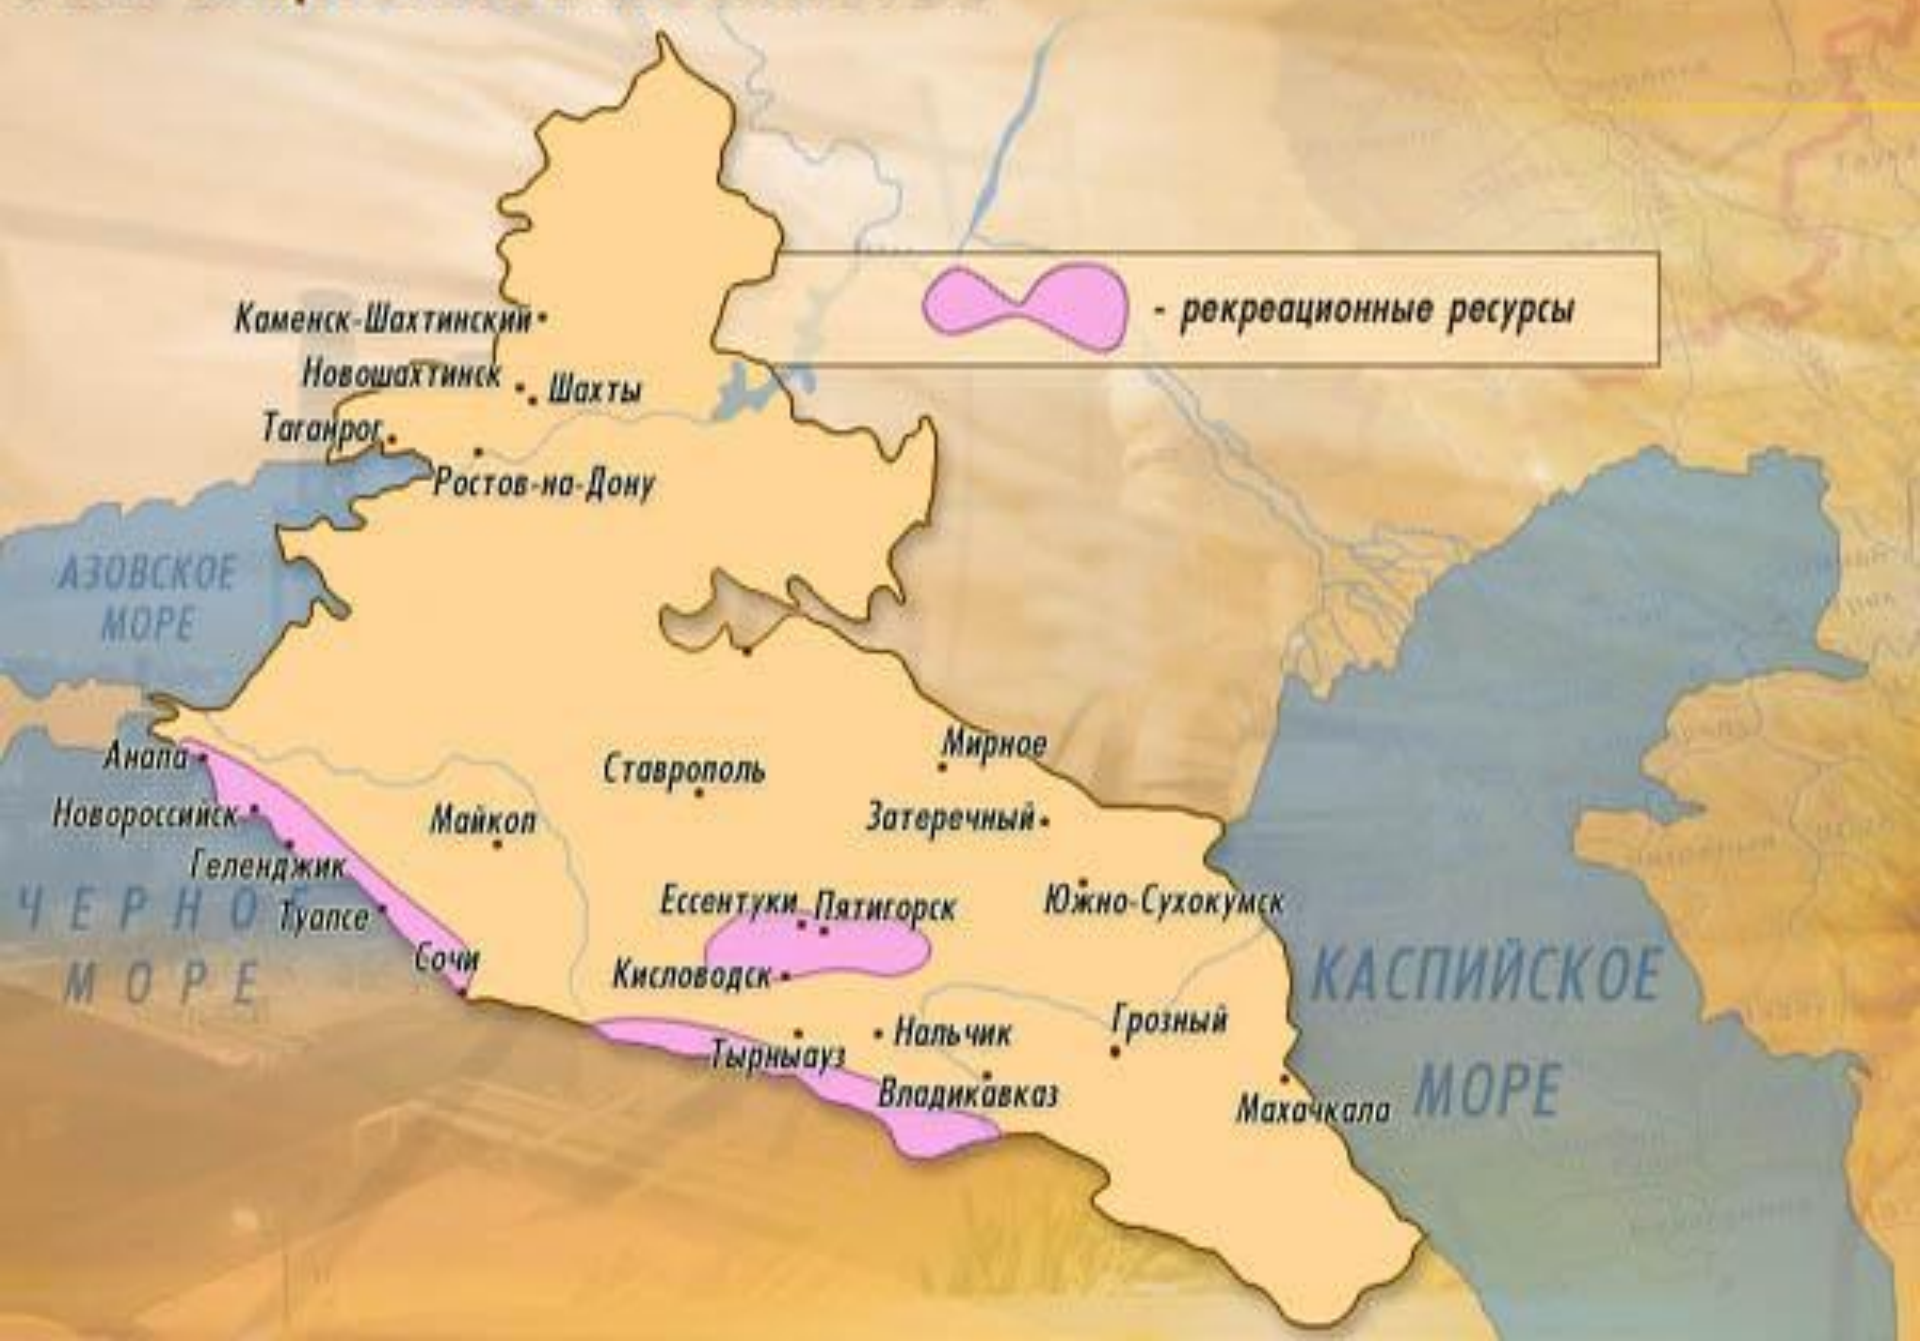 Каменск-Шахтинский
- рекреационные ресурсы
Новошахтинск
Шахты
Таганрог
Ростов-на-Дону
АЗОВСКОЕ
МОРЕ
Анапа
Ставрополь
Мирное
Новороссийск
Майкоп
Затеречный
Геленджик
ЧЕРНОЕ
Туапсе
Ессентуки
Пятигорск
Южно-Сухокумск
Сочи
МОРЕ
Кисловодск
КАСПИЙСКОЕ
Тырныауз
Нальчик
Грозный
МОРЕ
Владикавказ
Махачкала